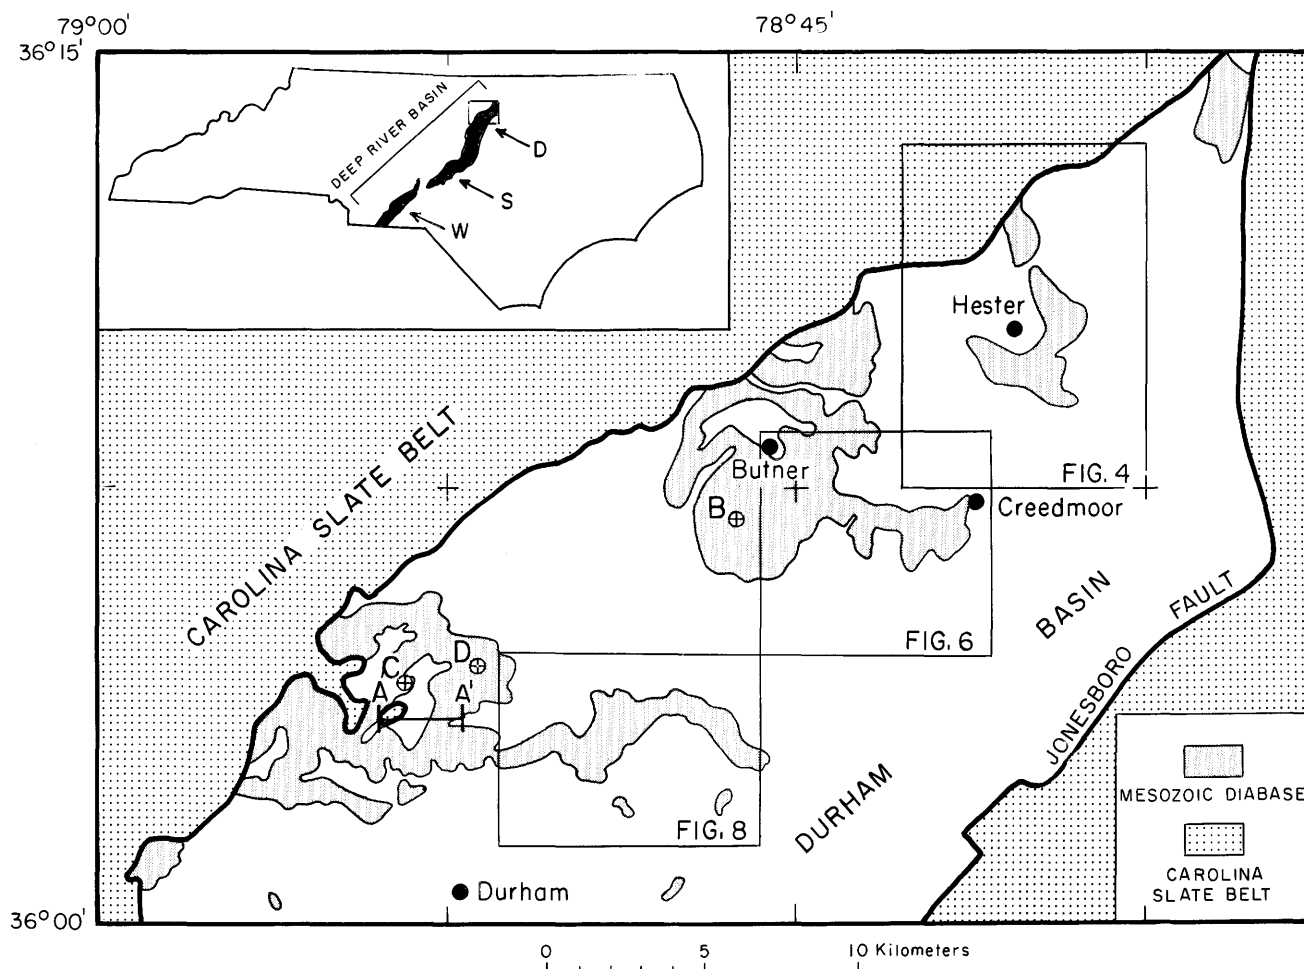 79°00'
78°45'
36°15'
DEEP RIVER BASIN
D
S
W
Hester
FIG. 4
Butner
Creedmoor
B
CAROLINA SLATE BELT
BASIN
FAULT
FIG. 6
JONESBORO
D
C
A
A'
MESOZOIC DIABASE
DURHAM
FIG. 8
CAROLINA
SLATE BELT
Durham
36°00'
0 5 10 Kilometers